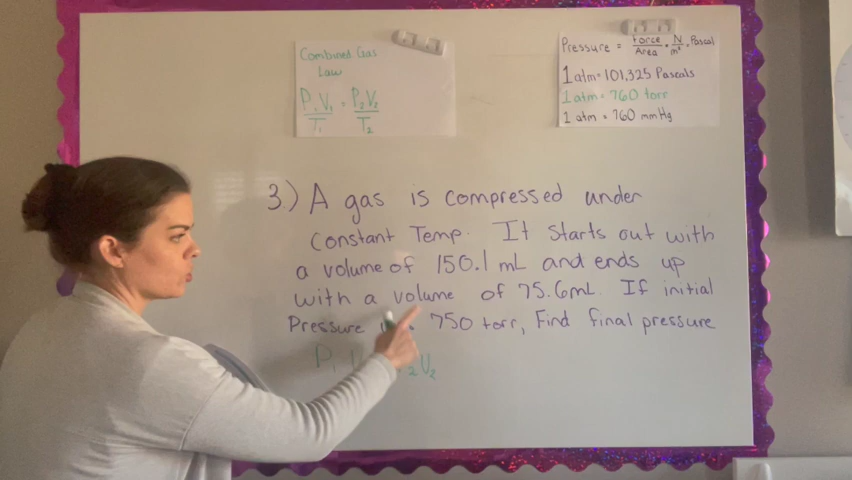 Combined Gas
Law
P₁V₁ = P₂V₂
T₁ T₂
Pressure = Force/Area = N/m² = Pascal
1 atm = 101,325 Pascals
1 atm = 760 torr
1 atm = 760 mmHg
3.) A gas is compressed under
Constant Temp. It starts out with
a volume of 150.1 mL and ends up
with a volume of 75.6mL. If initial
Pressure 750 torr, Find final pressure
P₁ V₂